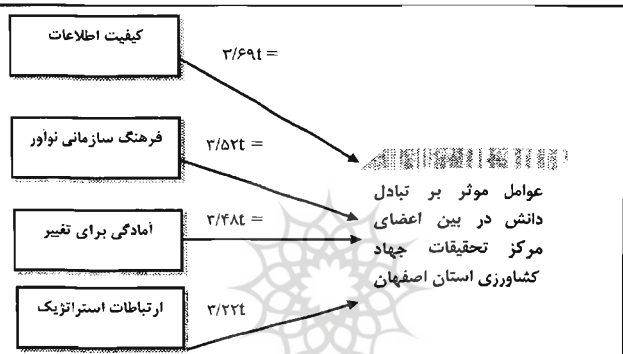 کیفیت اطلاعات
۳/۶۹t =
فرهنگ سازمانی نوآور
۳/۵۲t =
عوامل موثر بر تبادل
دانش در بین اعضای
مرکز تحقیقات جهاد
کشاورزی استان اصفهان
آمادگی برای تغییر
۳/۴۸t =
ارتباطات استراتژیک
۳/۲۲t